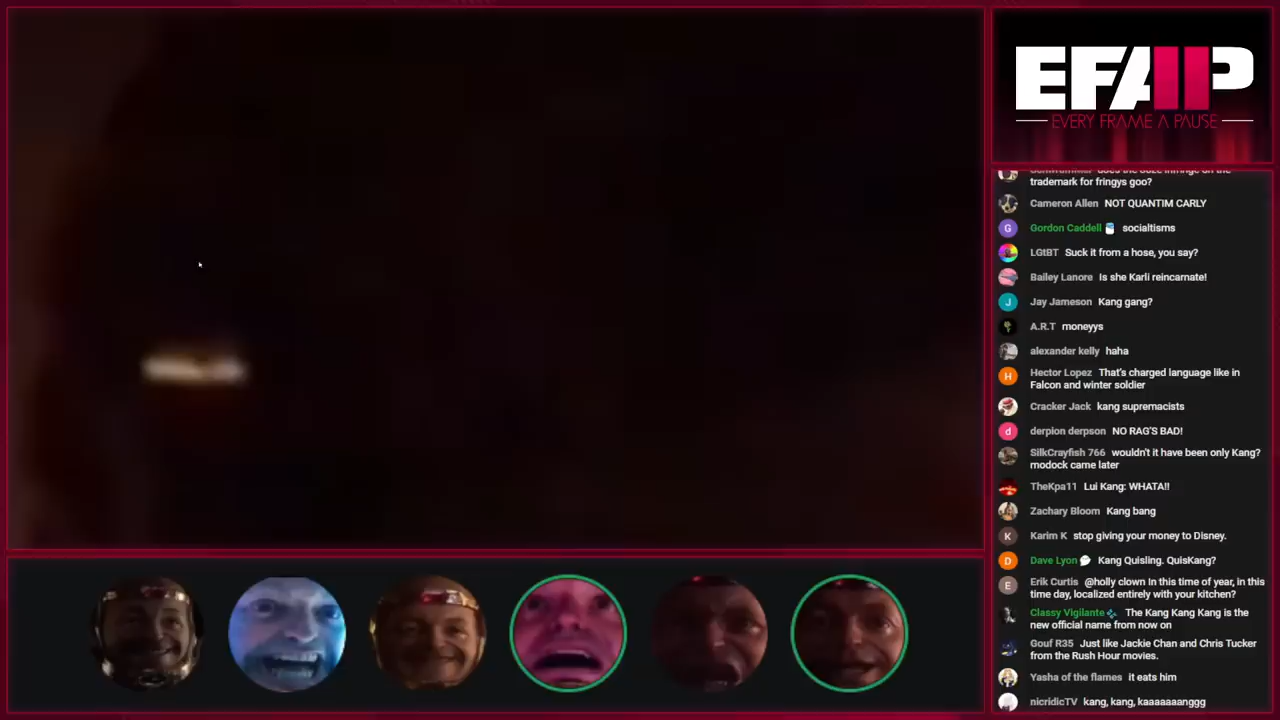 EFAP
EVERY FRAME A PAUSE
trademark for fringys goo?
Cameron Allen NOT QUANTIM CARLY
G Gordon Caddell socialtisms
LGtBT Suck it from a hose, you say?
Bailey Lanore Is she Karli reincarnate!
J Jay Jameson Kang gang?
A.R.T moneyys
alexander kelly haha
H Hector Lopez That's charged language like in
Falcon and winter soldier
Cracker Jack kang supremacists
d derpion derpson NO RAG'S BAD!
SilkCrayfish 766 wouldn't it have been only Kang?
modock came later
TheKpa11 Lui Kang: WHATA!!
Zachary Bloom Kang bang
K Karim K stop giving your money to Disney.
D Dave Lyon Kang Quisling. QuisKang?
E Erik Curtis @holly clown In this time of year, in this
time day, localized entirely with your kitchen?
Classy Vigilante The Kang Kang Kang is the
new official name from now on
Gouf R35 Just like Jackie Chan and Chris Tucker
from the Rush Hour movies.
Yasha of the flames it eats him
nicridicTV kang, kang, kaaaaaaanggg